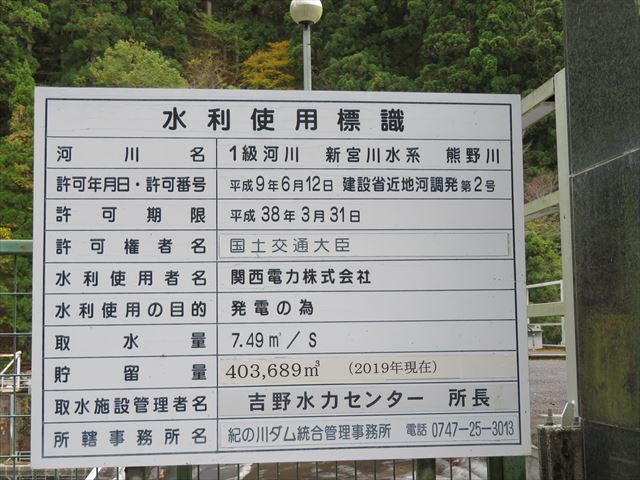 水利使用標識
河川名 1級河川 新宮川水系 熊野川
許可年月日・許可番号 平成9年6月12日 建設省近地河調発第2号
許可期限 平成38年3月31日
許可権者名 国土交通大臣
水利使用者名 関西電力株式会社
水利使用の目的 発電の為
取水量 7.49㎥/S
貯留量 403,689㎥ (2019年現在)
取水施設管理者名 吉野水力センター 所長
所轄事務所名 紀の川ダム統合管理事務所 電話 0747-25-3013